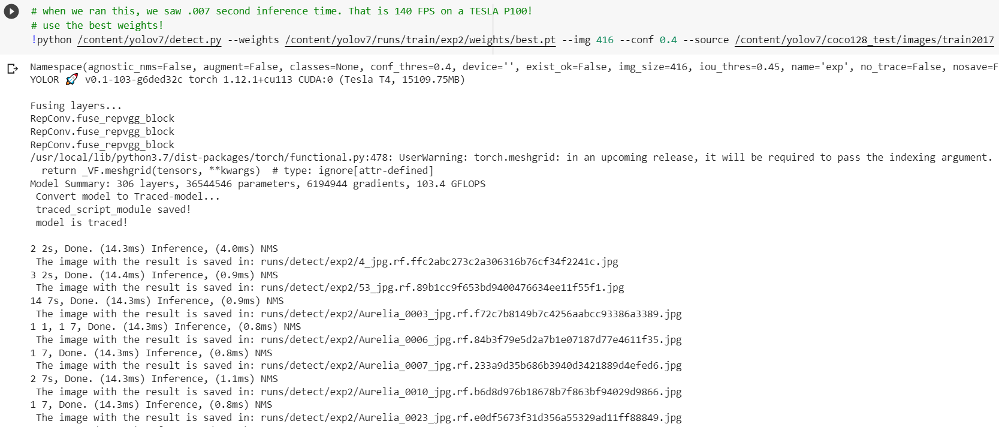 # when we ran this, we saw .007 second inference time. That is 140 FPS on a TESLA P100!
# use the best weights!
!python /content/yolov7/detect.py --weights /content/yolov7/runs/train/exp2/weights/best.pt --img 416 --conf 0.4 --source /content/yolov7/coco128_test/images/train2017
Namespace(agnostic_nms=False, augment=False, classes=None, conf_thres=0.4, device='', exist_ok=False, img_size=416, iou_thres=0.45, name='exp', no_trace=False, nosave=F
YOLOR 🚀 v0.1-103-g6ded32c torch 1.12.1+cu113 CUDA:0 (Tesla T4, 15109.75MB)
Fusing layers...
RepConv.fuse_repvgg_block
RepConv.fuse_repvgg_block
RepConv.fuse_repvgg_block
/usr/local/lib/python3.7/dist-packages/torch/functional.py:478: UserWarning: torch.meshgrid: in an upcoming release, it will be required to pass the indexing argument.
return _VF.meshgrid(tensors, **kwargs)  # type: ignore[attr-defined]
Model Summary: 306 layers, 36544546 parameters, 6194944 gradients, 103.4 GFLOPS
Convert model to Traced-model...
traced_script_module saved!
model is traced!
2 2s, Done. (14.3ms) Inference, (4.0ms) NMS
The image with the result is saved in: runs/detect/exp2/4_jpg.rf.ffc2abc273c2a306316b76cf34f2241c.jpg
3 2s, Done. (14.4ms) Inference, (0.9ms) NMS
The image with the result is saved in: runs/detect/exp2/53_jpg.rf.89b1cc9f653bd9400476634ee11f55f1.jpg
14 7s, Done. (14.3ms) Inference, (0.9ms) NMS
The image with the result is saved in: runs/detect/exp2/Aurelia_0003_jpg.rf.f72c7b8149b7c4256aabcc93386a3389.jpg
1 1, 1 7, Done. (14.3ms) Inference, (0.8ms) NMS
The image with the result is saved in: runs/detect/exp2/Aurelia_0006_jpg.rf.84b3f79e5d2a7b1e07187d77e4611f35.jpg
1 7, Done. (14.3ms) Inference, (0.8ms) NMS
The image with the result is saved in: runs/detect/exp2/Aurelia_0007_jpg.rf.233a9d35b686b3940d3421889d4efed6.jpg
2 7s, Done. (14.3ms) Inference, (1.1ms) NMS
The image with the result is saved in: runs/detect/exp2/Aurelia_0010_jpg.rf.b6d8d976b18678b7f863bf94029d9866.jpg
1 7, Done. (14.3ms) Inference, (0.8ms) NMS
The image with the result is saved in: runs/detect/exp2/Aurelia_0023_jpg.rf.e0df5673f31d356a55329ad11ff88849.jpg